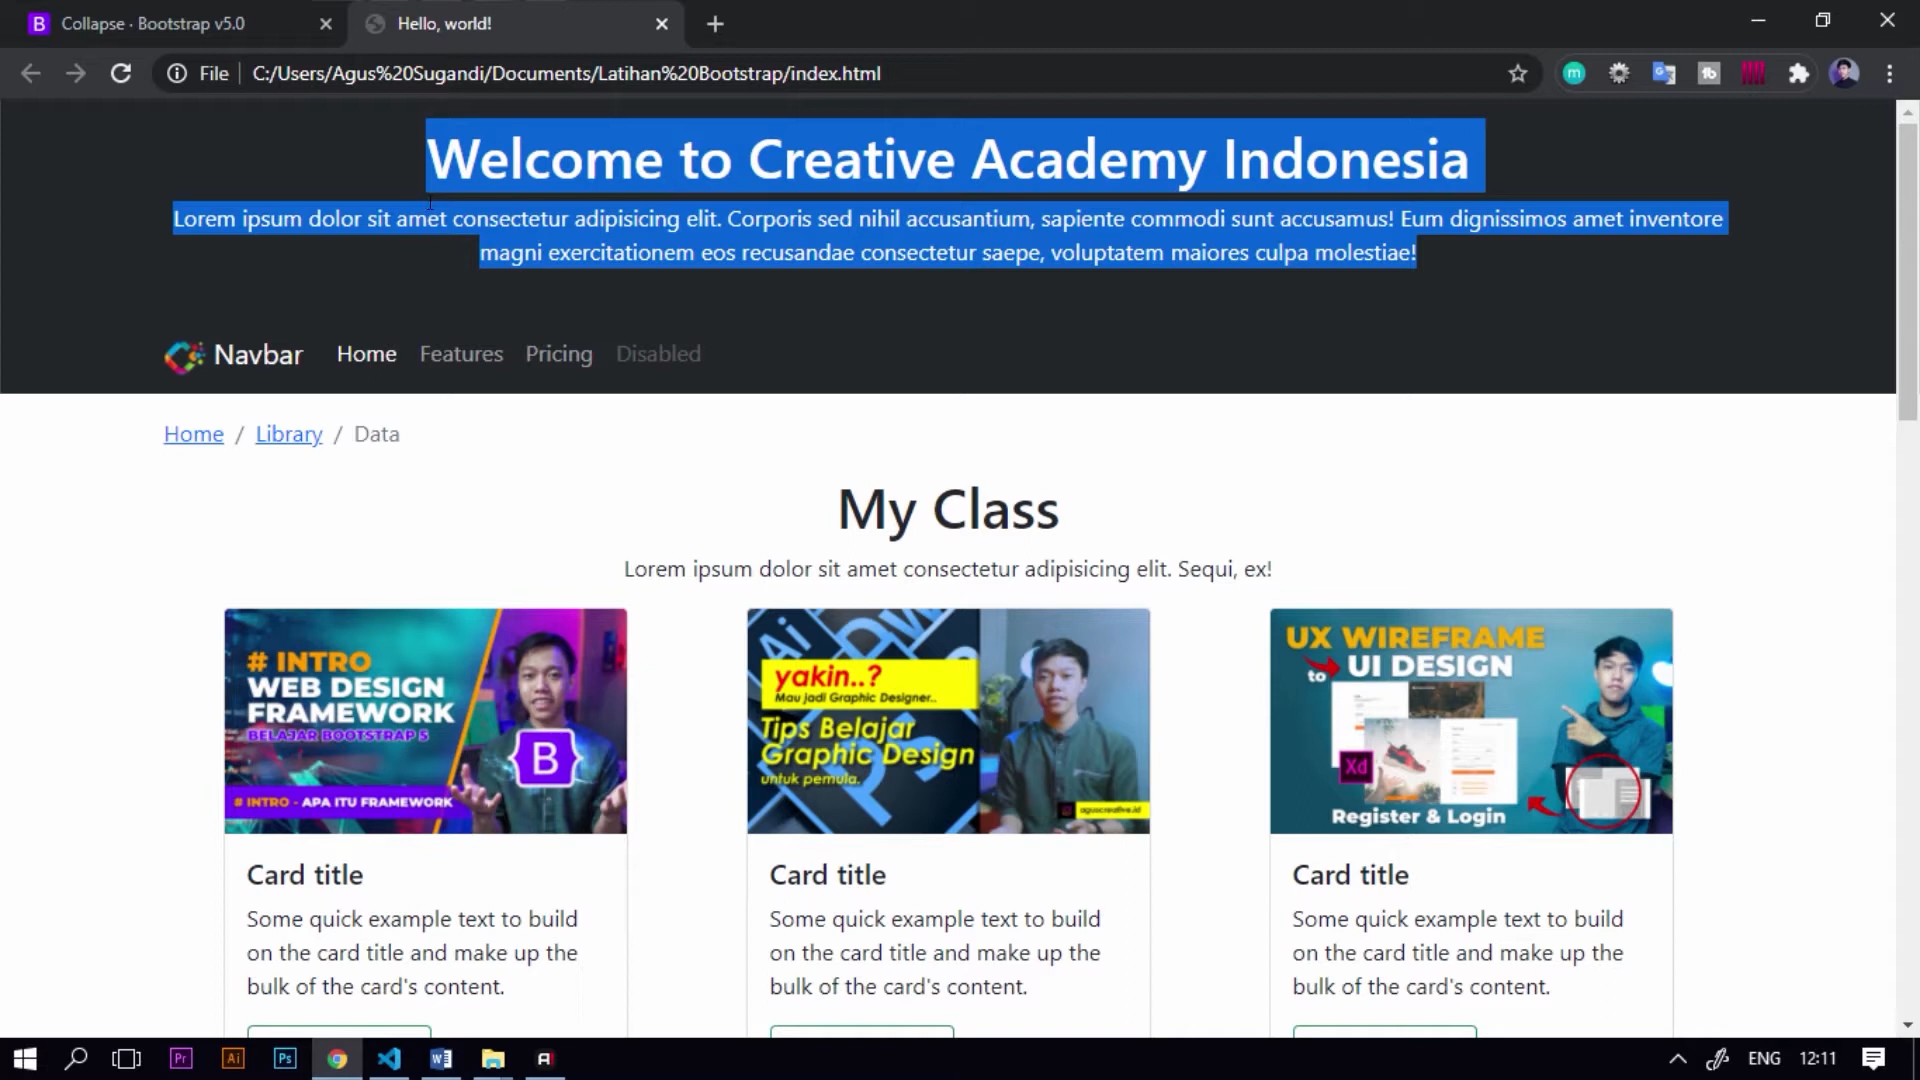 Collapse · Bootstrap v5.0
Hello, world!
File
C:/Users/Agus%20Sugandi/Documents/Latihan%20Bootstrap/index.html
Welcome to Creative Academy Indonesia
Lorem ipsum dolor sit amet consectetur adipisicing elit. Corporis sed nihil accusantium, sapiente commodi sunt accusamus! Eum dignissimos amet inventore
magni exercitationem eos recusandae consectetur saepe, voluptatem maiores culpa molestiae!
Navbar
Home
Features
Pricing
Disabled
Home / Library / Data
My Class
Lorem ipsum dolor sit amet consectetur adipisicing elit. Sequi, ex!
# INTRO
WEB DESIGN
FRAMEWORK
BELAJAR BOOTSTRAP 5
B
# INTRO - APA ITU FRAMEWORK
Card title
Some quick example text to build
on the card title and make up the
bulk of the card's content.
yakin..?
Mau jadi Graphic Designer..
Tips Belajar
Graphic Design
untuk pemula.
aguscreative.id
Card title
Some quick example text to build
on the card title and make up the
bulk of the card's content.
UX WIREFRAME
to UI DESIGN
Xd
Register & Login
Card title
Some quick example text to build
on the card title and make up the
bulk of the card's content.
Pr
Ai
Ps
ENG
12:11